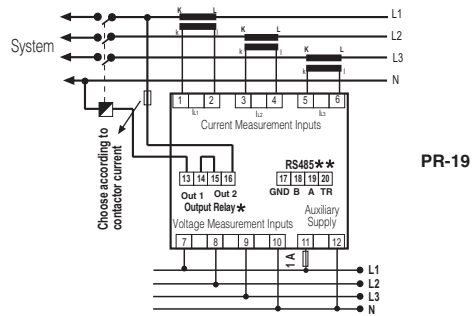 K L
L1
K L
L2
System
K L
L3
k l
k l
k l
N
1 2 3 4 5 6
IL1 IL2 IL3
Current Measurement Inputs
Choose according to
contactor current
RS485**
13 14 15 16
17 18 19 20
GND B A TR
Out 1 Out 2
Output Relay*
PR-19
Voltage Measurement Inputs
Auxiliary
Supply
7 8 9 10 11 12
1 A
L1
L2
L3
N